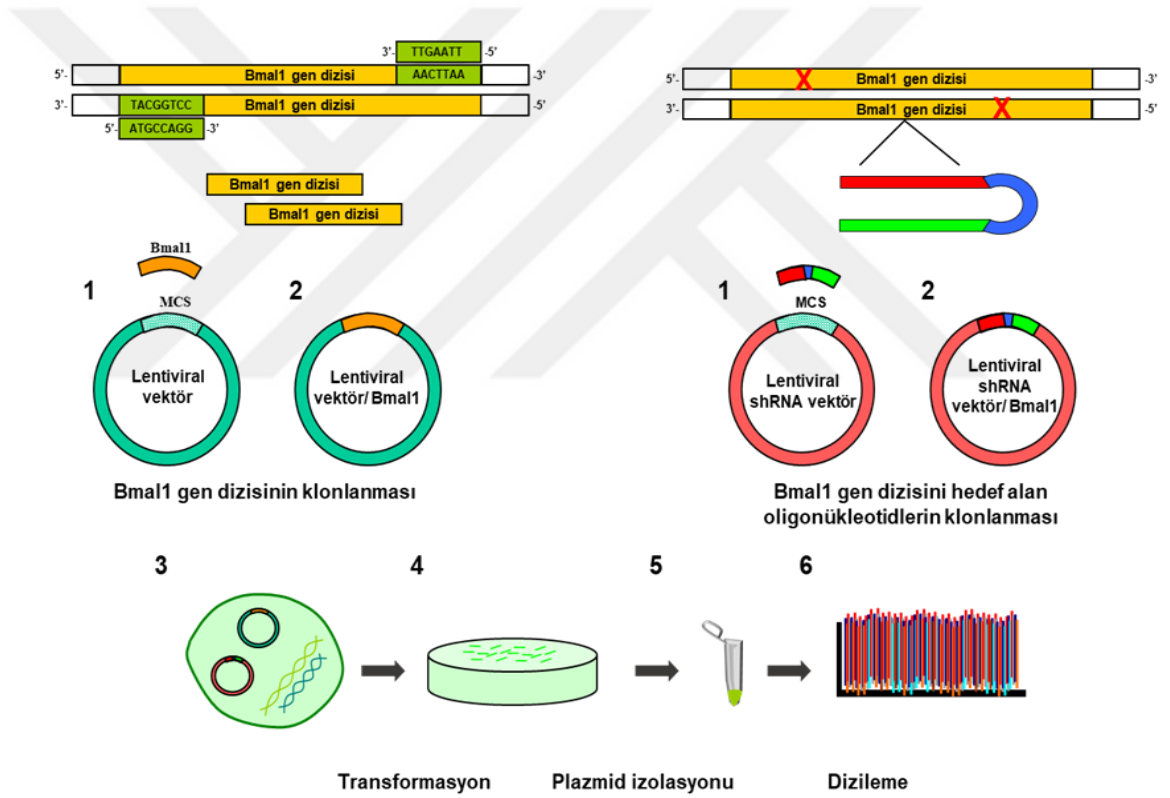 3'- TTGAATT -5'
5'- Bmal1 gen dizisi AACTTAA -3'
3'- TACGGTCC Bmal1 gen dizisi -5'
5'- ATGCCAGG -3'
Bmal1 gen dizisi
Bmal1 gen dizisi
Bmal1
1
MCS
2
Lentiviral
vektör
Lentiviral
vektör/Bmal1
Bmal1 gen dizisinin klonlanması
5'- Bmal1 gen dizisi -3'
X
3'- Bmal1 gen dizisi -5'
X
1
MCS
2
Lentiviral
shRNA vektör
Lentiviral
shRNA
vektör/Bmal1
Bmal1 gen dizisini hedef alan
oligonükleotidlerin klonlanması
3
4
5
6
Transformasyon
Plazmid izolasyonu
Dizileme